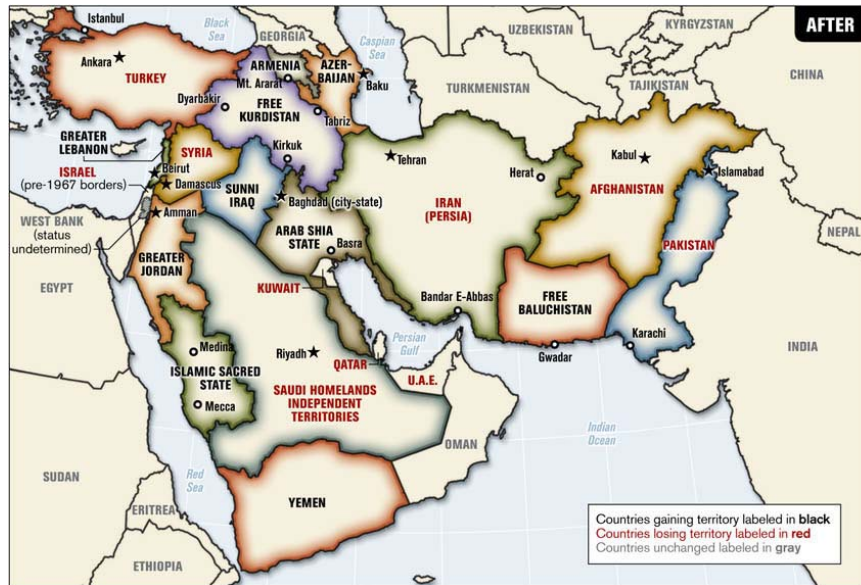 AFTER
Istanbul
Black
Sea
GEORGIA
Caspian
Sea
UZBEKISTAN
KYRGYZSTAN
Ankara
TURKEY
ARMENIA
Mt. Ararat
AZER-
BAIJAN
Baku
TURKMENISTAN
TAJIKISTAN
CHINA
Dyarbakir
FREE
KURDISTAN
Tabriz
GREATER
LEBANON
SYRIA
Kirkuk
Tehran
Herat
Kabul
Islamabad
ISRAEL
(pre-1967 borders)
Beirut
Damascus
SUNNI
IRAQ
Baghdad (city-state)
IRAN
(PERSIA)
AFGHANISTAN
WEST BANK
(status
undetermined)
Amman
ARAB SHIA
STATE
Basra
PAKISTAN
NEPAL
GREATER
JORDAN
EGYPT
KUWAIT
Bandar E-Abbas
FREE
BALUCHISTAN
Medina
Riyadh
Persian
Gulf
Gwadar
Karachi
INDIA
ISLAMIC SACRED
STATE
QATAR
U.A.E.
Mecca
SAUDI HOMELANDS
INDEPENDENT
TERRITORIES
OMAN
Indian
Ocean
SUDAN
Red
Sea
YEMEN
ERITREA
ETHIOPIA
Countries gaining territory labeled in black
Countries losing territory labeled in red
Countries unchanged labeled in gray